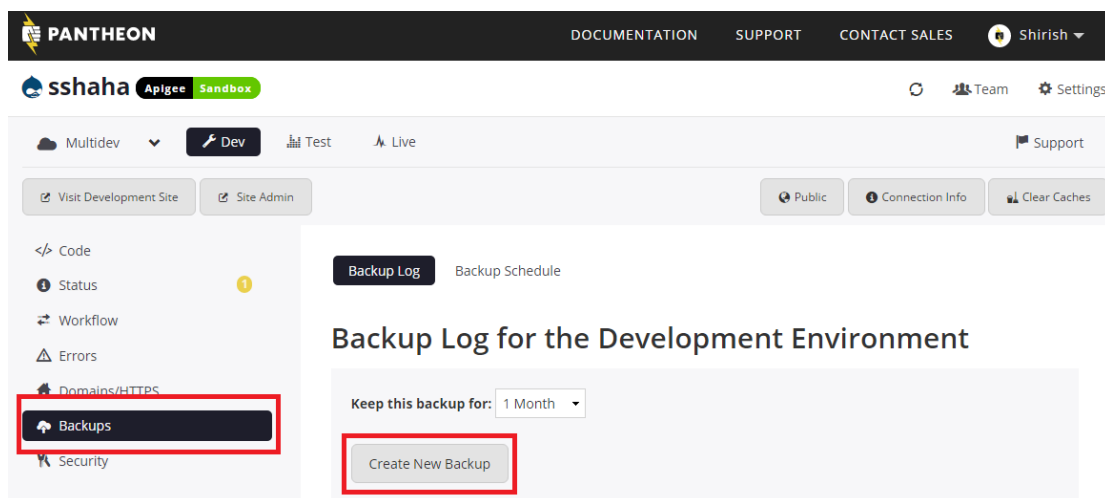 PANTHEON DOCUMENTATION SUPPORT CONTACT SALES Shirish
sshaha Apigee Sandbox Team Settings
Multidev Dev Test Live Support
Visit Development Site Site Admin Public Connection Info Clear Caches
</> Code
Status 1
Workflow
Errors
Domains/HTTPS
Backups
Security
Backup Log Backup Schedule
Backup Log for the Development Environment
Keep this backup for: 1 Month
Create New Backup